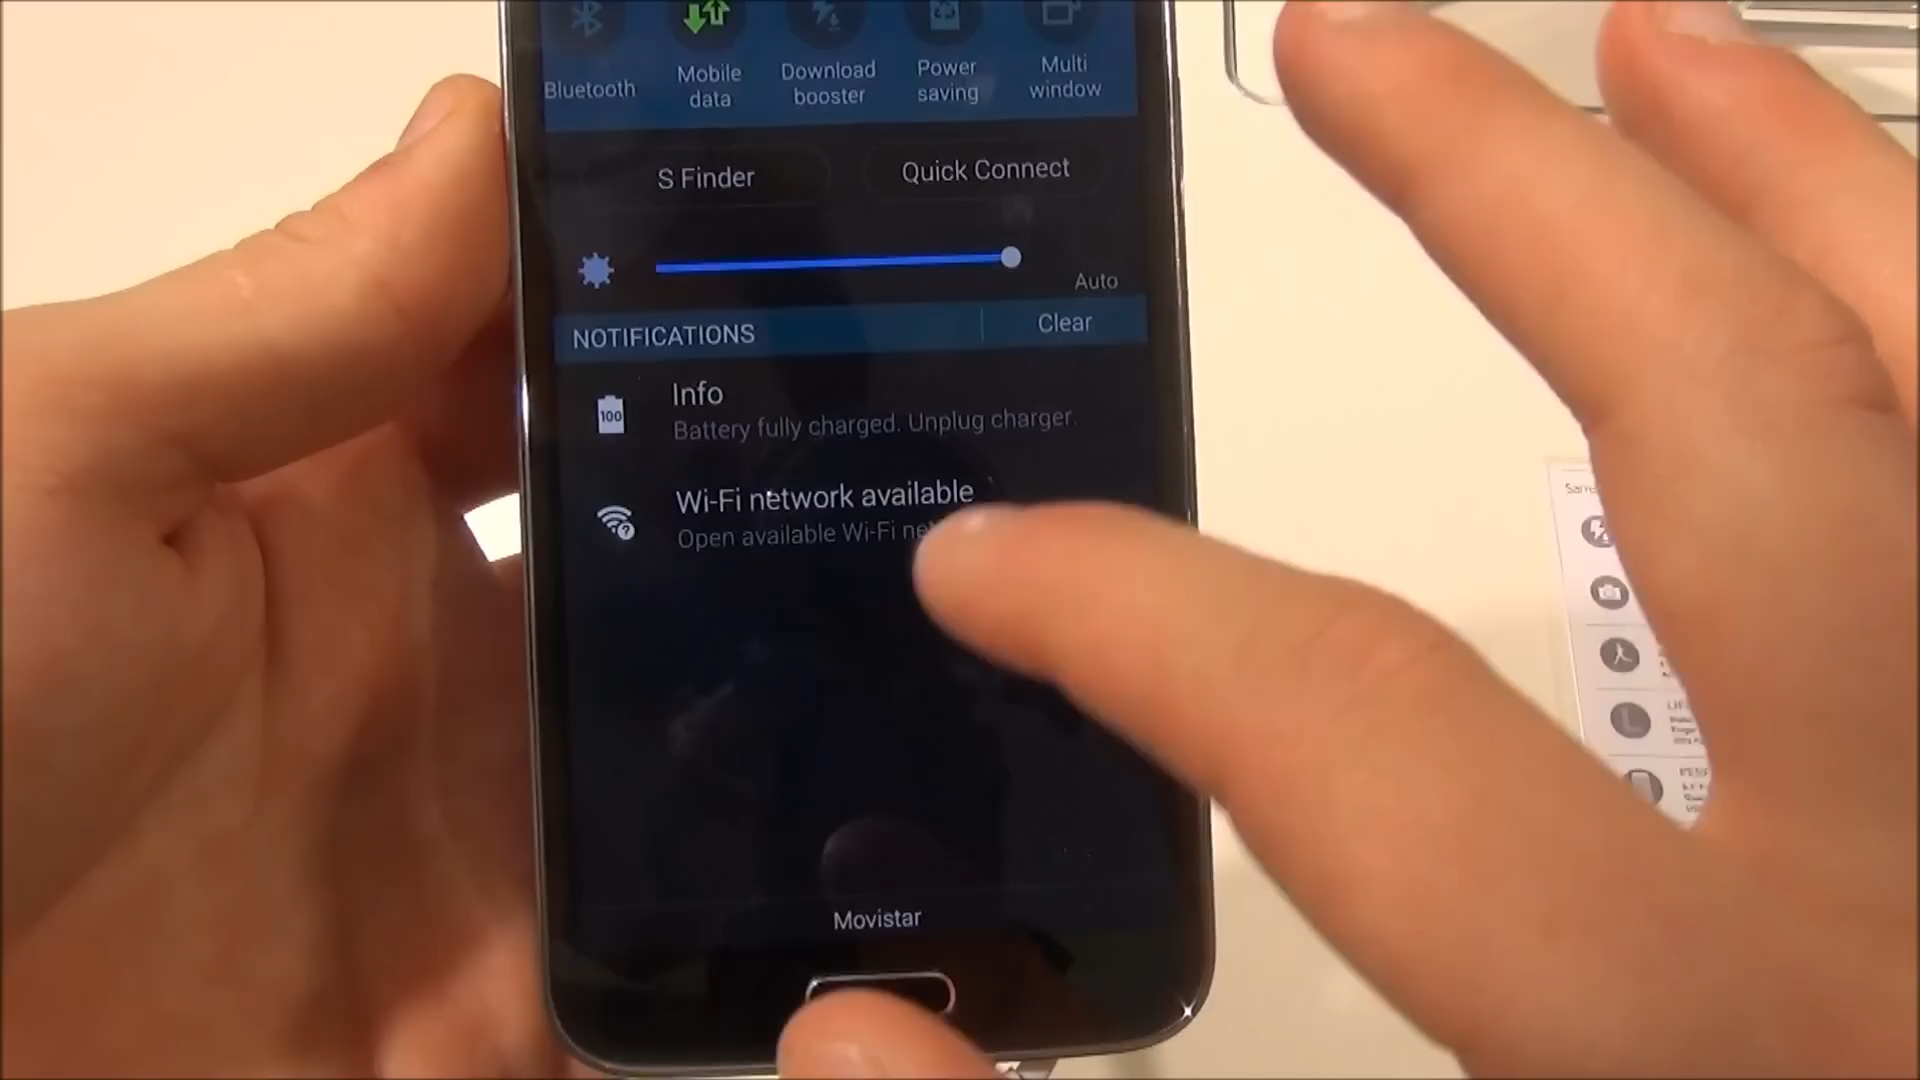 Bluetooth
Mobile
data
Download
booster
Power
saving
Multi
window
S Finder
Quick Connect
Auto
NOTIFICATIONS
Clear
100
Info
Battery fully charged. Unplug charger.
Wi-Fi network available
Open available Wi-Fi
Movistar